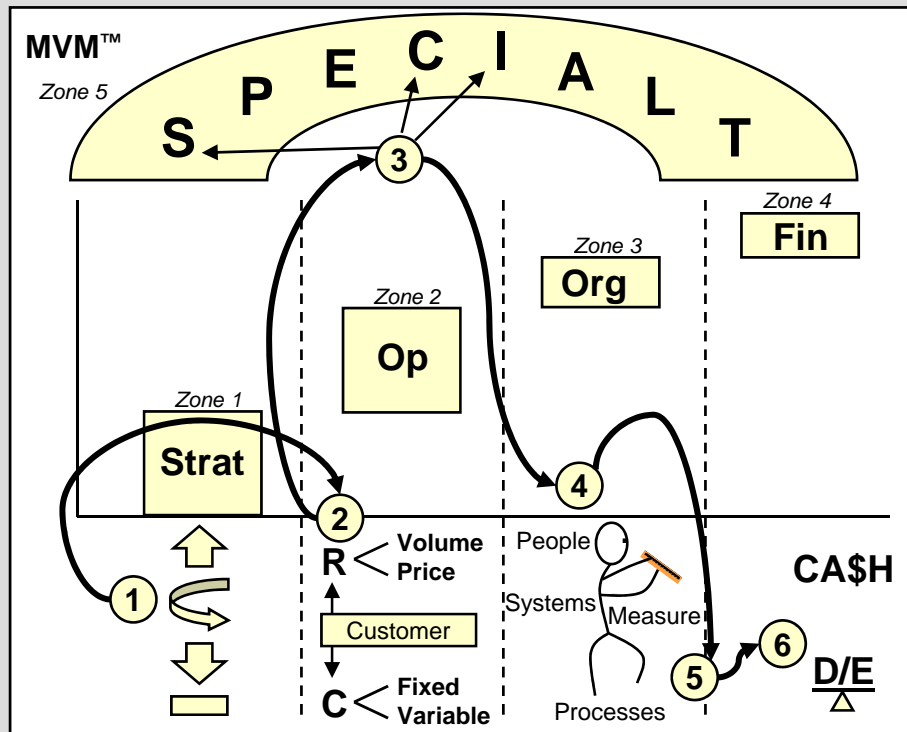 MVM™
Zone 5
S P E C I A L T
3
Zone 4
Fin
Zone 3
Org
Zone 2
Op
Zone 1
Strat
4
2
1
R
Volume
Price
Customer
C
Fixed
Variable
People
Systems
Measure
Processes
5
6
CA$H
D/E